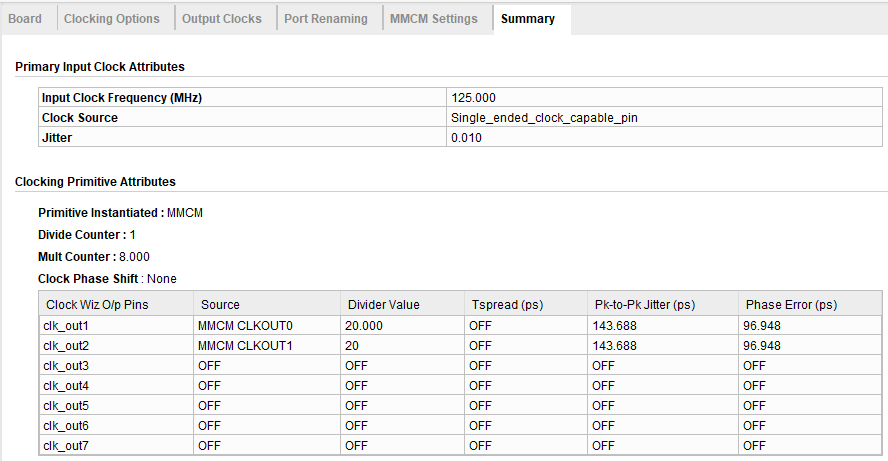 Board Clocking Options Output Clocks Port Renaming MMCM Settings Summary
Primary Input Clock Attributes
Input Clock Frequency (MHz) 125.000
Clock Source Single_ended_clock_capable_pin
Jitter 0.010
Clocking Primitive Attributes
Primitive Instantiated : MMCM
Divide Counter : 1
Mult Counter : 8.000
Clock Phase Shift : None
Clock Wiz O/p Pins Source Divider Value Tspread (ps) Pk-to-Pk Jitter (ps) Phase Error (ps)
clk_out1 MMCM CLKOUT0 20.000 OFF 143.688 96.948
clk_out2 MMCM CLKOUT1 20 OFF 143.688 96.948
clk_out3 OFF OFF OFF OFF OFF
clk_out4 OFF OFF OFF OFF OFF
clk_out5 OFF OFF OFF OFF OFF
clk_out6 OFF OFF OFF OFF OFF
clk_out7 OFF OFF OFF OFF OFF